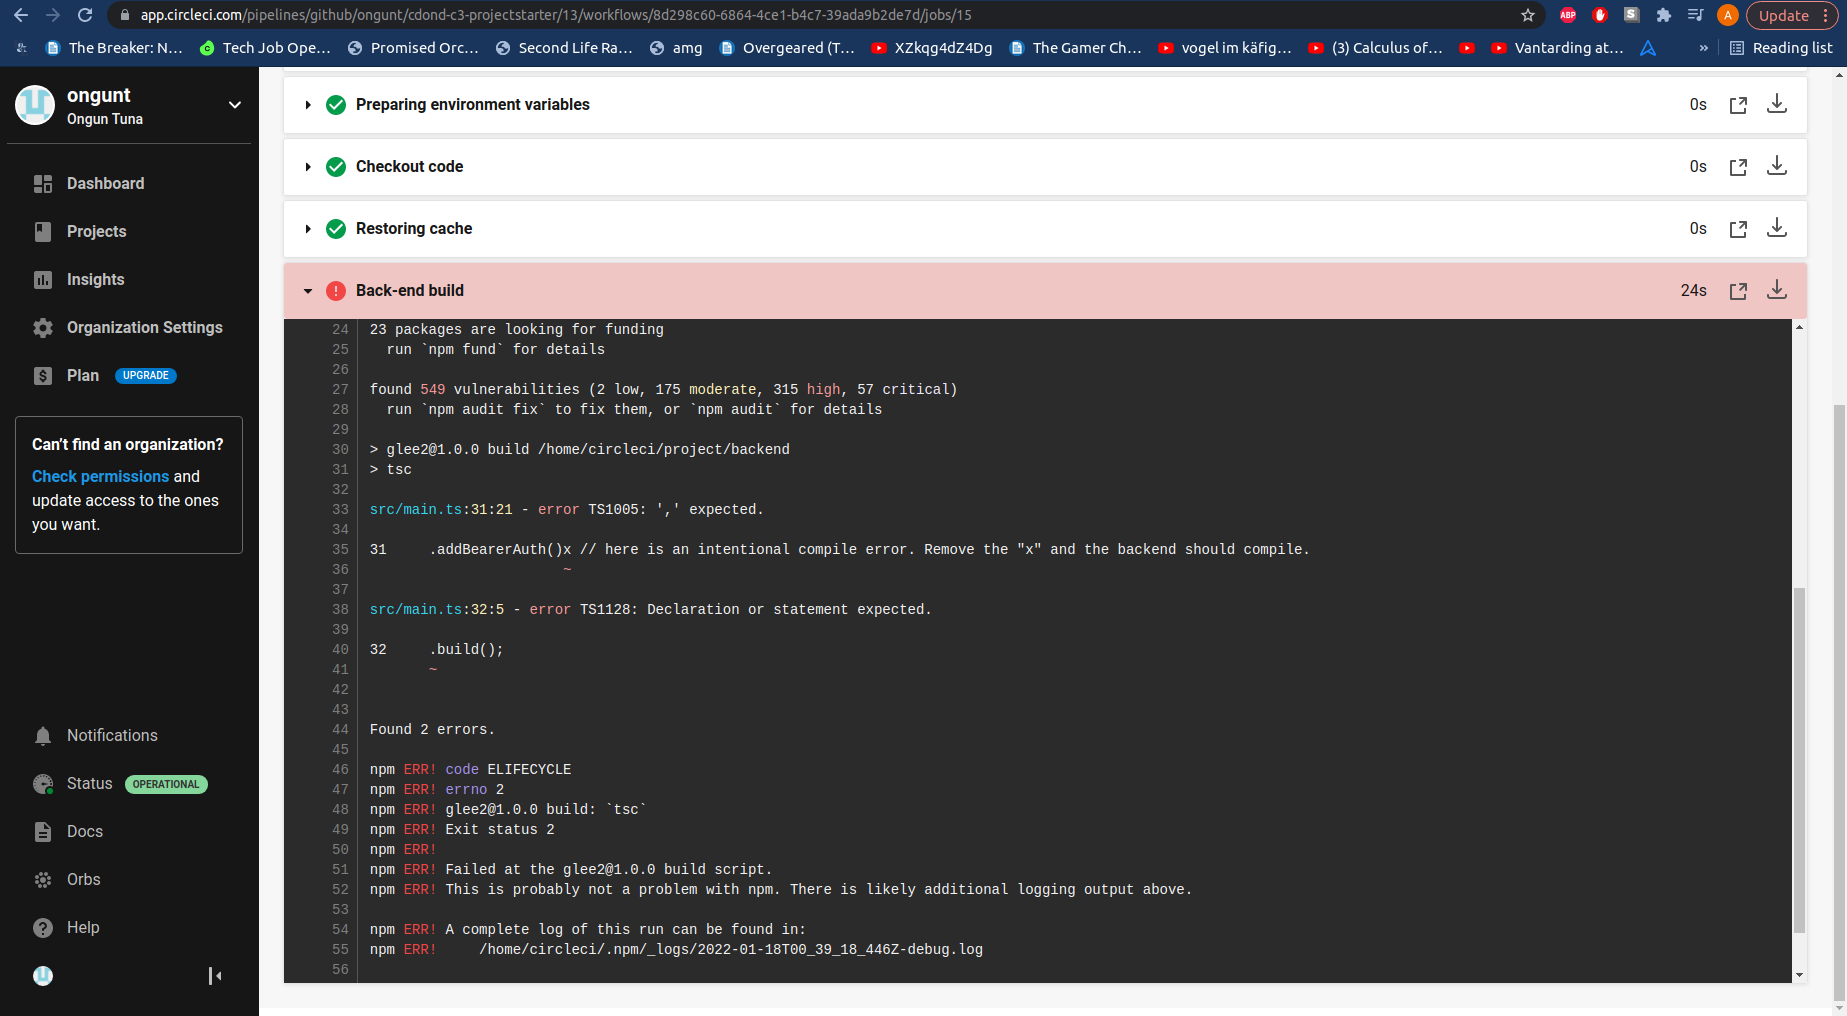 app.circleci.com/pipelines/github/ongunt/cdond-c3-projectstarter/13/workflows/8d298c60-6864-4ce1-b4c7-39ada9b2de7d/jobs/15
ABP
S
A
Update
The Breaker: N...
Tech Job Ope...
Promised Orc...
Second Life Ra...
amg
Overgeared (T...
XZkqg4dZ4Dg
The Gamer Ch...
vogel im käfig...
(3) Calculus of...
Vantarding at...
»
Reading list
ongunt
Ongun Tuna
Dashboard
Projects
Insights
Organization Settings
Plan UPGRADE
Can't find an organization?
Check permissions and
update access to the ones
you want.
Notifications
Status OPERATIONAL
Docs
Orbs
Help
Preparing environment variables 0s
Checkout code 0s
Restoring cache 0s
Back-end build 24s
24 23 packages are looking for funding
25 run `npm fund` for details
26
27 found 549 vulnerabilities (2 low, 175 moderate, 315 high, 57 critical)
28 run `npm audit fix` to fix them, or `npm audit` for details
29
30 > glee2@1.0.0 build /home/circleci/project/backend
31 > tsc
32
33 src/main.ts:31:21 - error TS1005: ',' expected.
34
35 31 .addBearerAuth()x // here is an intentional compile error. Remove the "x" and the backend should compile.
36 ~
37
38 src/main.ts:32:5 - error TS1128: Declaration or statement expected.
39
40 32 .build();
41 ~
42
43
44 Found 2 errors.
45
46 npm ERR! code ELIFECYCLE
47 npm ERR! errno 2
48 npm ERR! glee2@1.0.0 build: `tsc`
49 npm ERR! Exit status 2
50 npm ERR!
51 npm ERR! Failed at the glee2@1.0.0 build script.
52 npm ERR! This is probably not a problem with npm. There is likely additional logging output above.
53
54 npm ERR! A complete log of this run can be found in:
55 npm ERR! /home/circleci/.npm/_logs/2022-01-18T00_39_18_446Z-debug.log
56